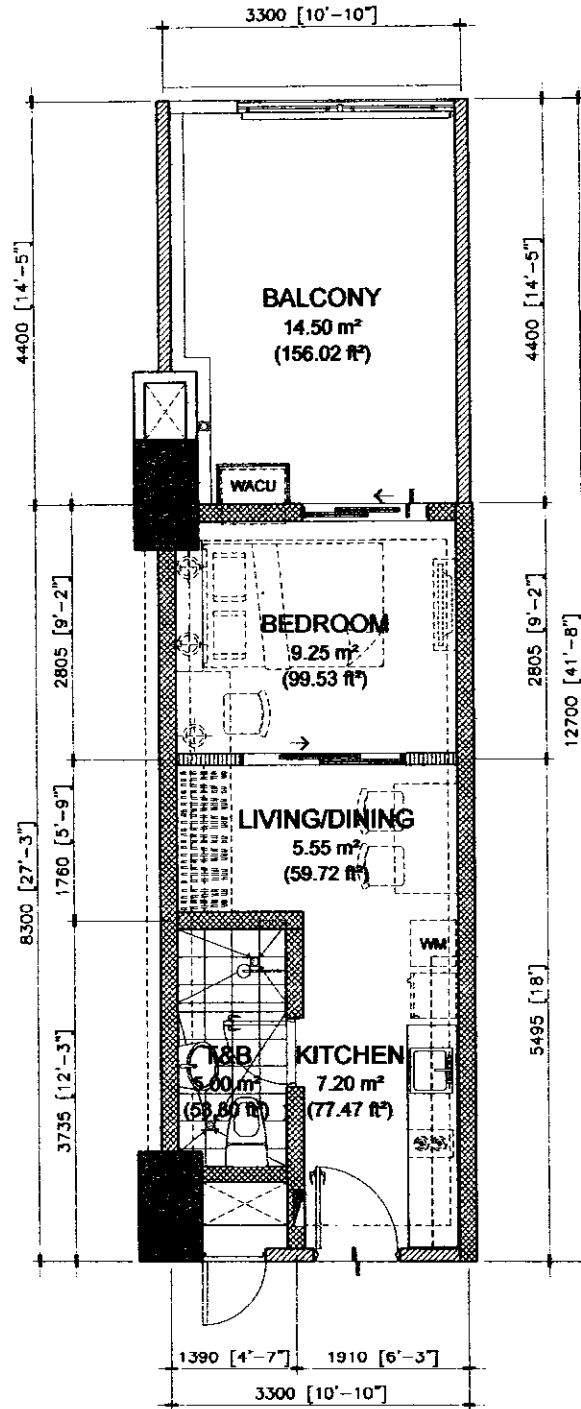 3300 [10'-10"]
4400 [14'-5"]
4400 [14'-5"]
BALCONY
14.50 m²
(156.02 ft²)
WACU
2805 [9'-2"]
BEDROOM
9.25 m²
(99.53 ft²)
2805 [9'-2"]
12700 [41'-8"]
8300 [27'-3"]
1760 [5'-9"]
LIVING/DINING
5.55 m²
(59.72 ft²)
WM
5495 [18']
3735 [12'-3"]
T&B
5.00 m²
(53.80 ft²)
KITCHEN
7.20 m²
(77.47 ft²)
1390 [4'-7"]
1910 [6'-3"]
3300 [10'-10"]